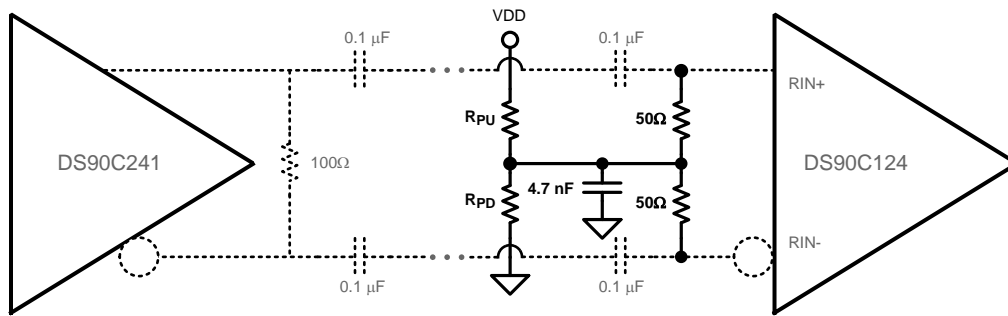 VDD
0.1 μF
0.1 μF
RIN+
RPU
50Ω
DS90C241
100Ω
DS90C124
4.7 nF
RPD
50Ω
RIN-
0.1 μF
0.1 μF